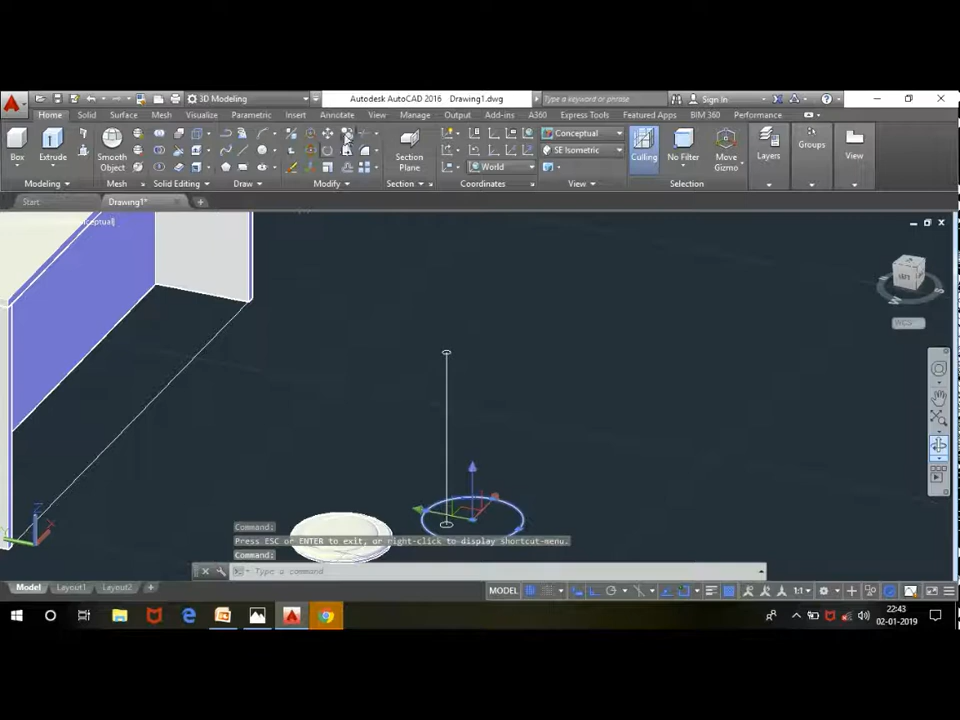 3D Modeling
Autodesk AutoCAD 2016 Drawing1.dwg
Type a keyword or phrase
Sign In
Home Solid Surface Mesh Visualize Parametric Insert Annotate View Manage Output Add-ins A360 Express Tools Featured Apps BIM 360 Performance
Box
Extrude
Smooth
Object
Section
Plane
Conceptual
SE Isometric
World
Culling
No Filter
Move
Gizmo
Layers
Groups
View
Modeling Mesh Solid Editing Draw Modify Section Coordinates View Selection
Start Drawing1*
WCS
Command:
Press ESC or ENTER to exit, or right-click to display shortcut-menu.
Command:
Type a command
Model Layout1 Layout2
MODEL
1:1
22:43
02-01-2019